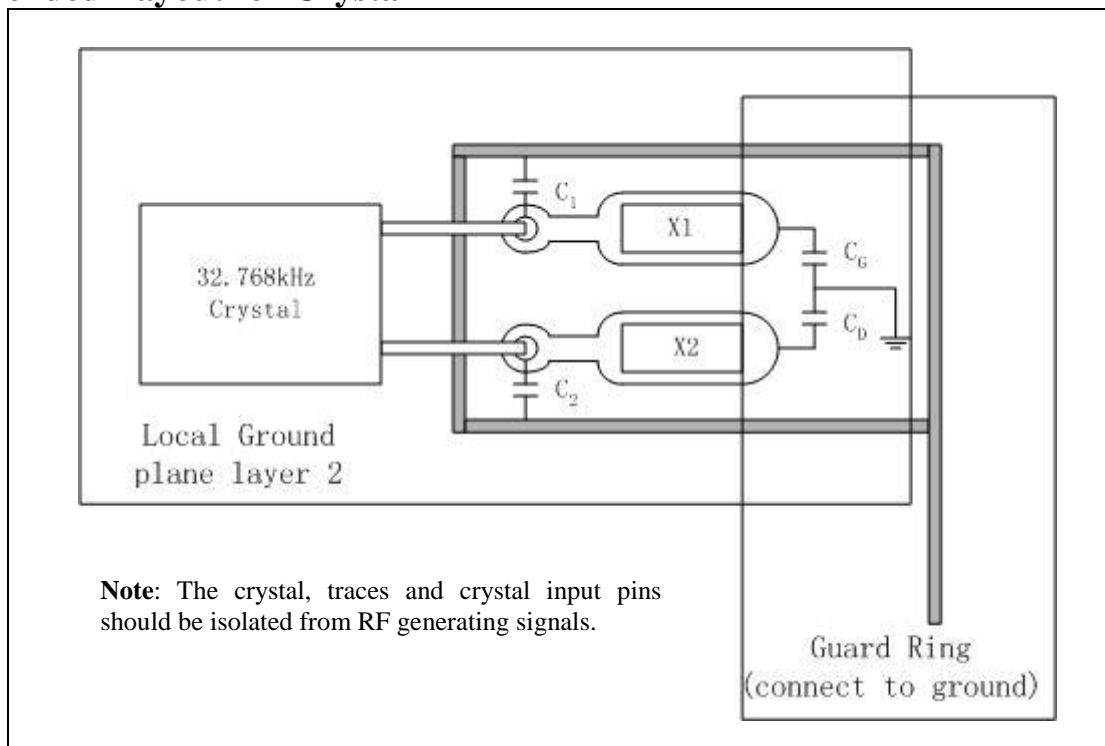 32.768kHz
Crystal
C1
X1
CG
X2
CD
C2
Local Ground
plane layer 2
Note: The crystal, traces and crystal input pins
should be isolated from RF generating signals.
Guard Ring
(connect to ground)